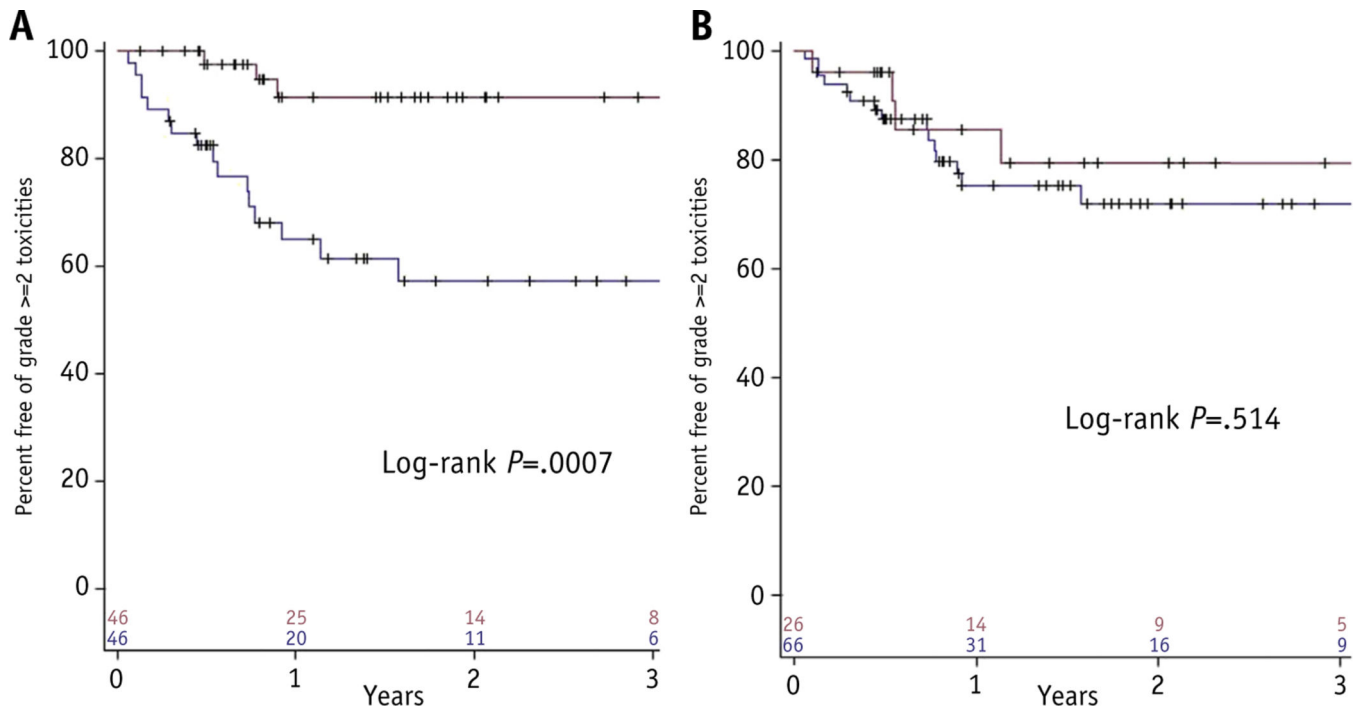 A
Percent free of grade >=2 toxicities
100
80
60
40
20
0
Log-rank P=.0007
46 25 14 8
46 20 11 6
0 1 2 3
Years
B
Percent free of grade >=2 toxicities
100
80
60
40
20
0
Log-rank P=.514
26 14 9 5
66 31 16 9
0 1 2 3
Years